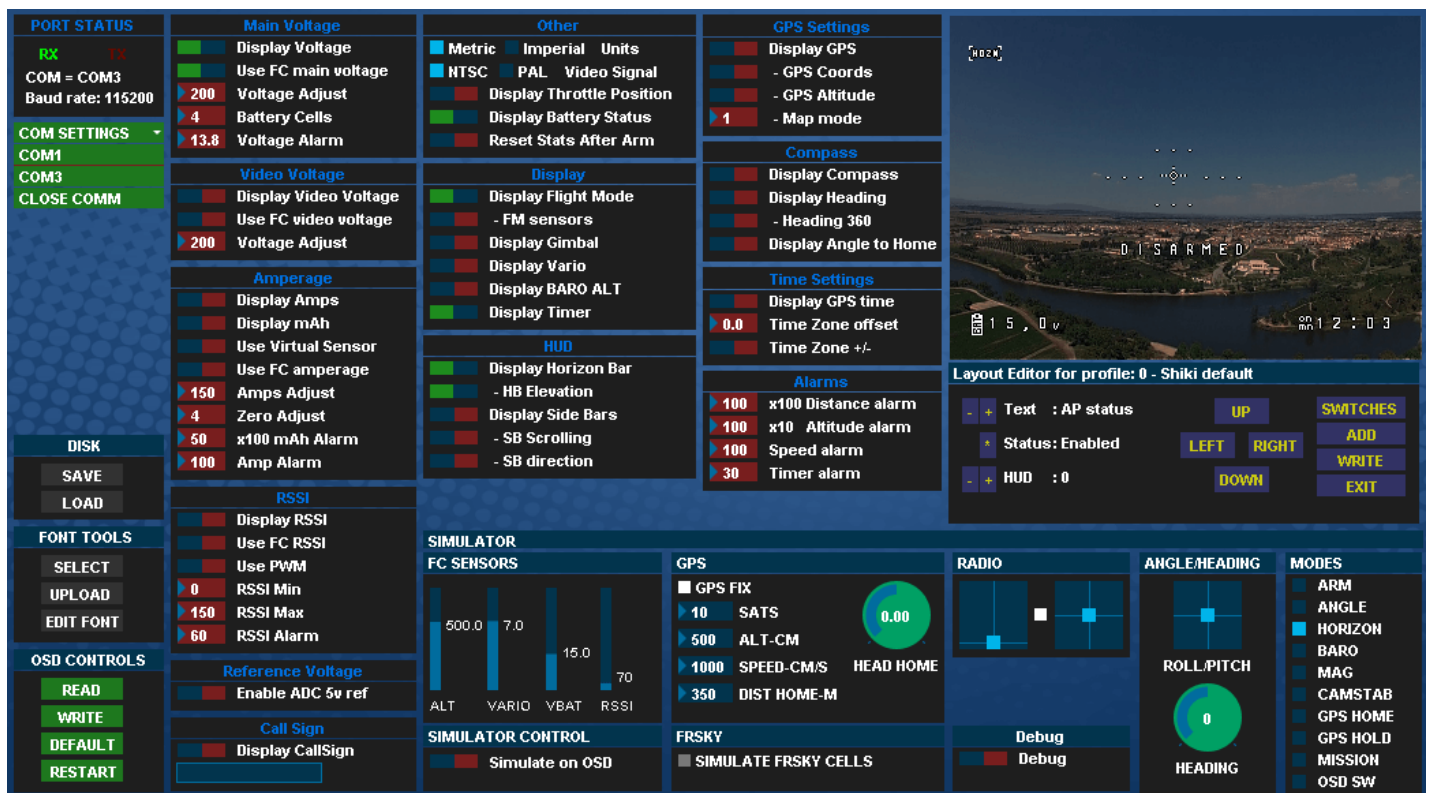 PORT STATUS
RX TX
COM = COM3
Baud rate: 115200
COM SETTINGS
COM1
COM3
CLOSE COMM
DISK
SAVE
LOAD
FONT TOOLS
SELECT
UPLOAD
EDIT FONT
OSD CONTROLS
READ
WRITE
DEFAULT
RESTART
Main Voltage
Display Voltage
Use FC main voltage
200 Voltage Adjust
4 Battery Cells
13.8 Voltage Alarm
Video Voltage
Display Video Voltage
Use FC video voltage
200 Voltage Adjust
Amperage
Display Amps
Display mAh
Use Virtual Sensor
Use FC amperage
150 Amps Adjust
4 Zero Adjust
50 x100 mAh Alarm
100 Amp Alarm
RSSI
Display RSSI
Use FC RSSI
Use PWM
0 RSSI Min
150 RSSI Max
60 RSSI Alarm
Reference Voltage
Enable ADC 5v ref
Call Sign
Display CallSign
Other
Metric Imperial Units
NTSC PAL Video Signal
Display Throttle Position
Display Battery Status
Reset Stats After Arm
Display
Display Flight Mode
- FM sensors
Display Gimbal
Display Vario
Display BARO ALT
Display Timer
HUD
Display Horizon Bar
- HB Elevation
Display Side Bars
- SB Scrolling
- SB direction
GPS Settings
Display GPS
- GPS Coords
- GPS Altitude
1 - Map mode
Compass
Display Compass
Display Heading
- Heading 360
Display Angle to Home
Time Settings
Display GPS time
0.0 Time Zone offset
Time Zone +/-
Alarms
100 x100 Distance alarm
100 x10 Altitude alarm
100 Speed alarm
30 Timer alarm
HOZN
DISARMED
15,0v on mn 12:03
Layout Editor for profile: 0 - Shiki default
- + Text : AP status
* Status: Enabled
- + HUD : 0
UP
LEFT RIGHT
DOWN
SWITCHES
ADD
WRITE
EXIT
SIMULATOR
FC SENSORS
500.0 7.0
15.0
70
ALT VARIO VBAT RSSI
SIMULATOR CONTROL
Simulate on OSD
GPS
GPS FIX
10 SATS
500 ALT-CM
1000 SPEED-CM/S
350 DIST HOME-M
0.00
HEAD HOME
FRSKY
SIMULATE FRSKY CELLS
RADIO
Debug
Debug
ANGLE/HEADING
ROLL/PITCH
0
HEADING
MODES
ARM
ANGLE
HORIZON
BARO
MAG
CAMSTAB
GPS HOME
GPS HOLD
MISSION
OSD SW